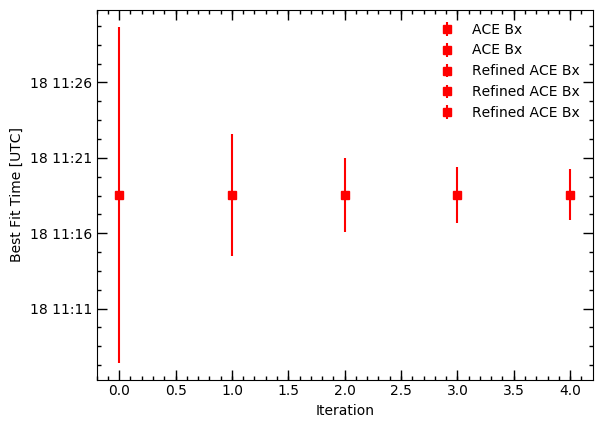 ACE Bx
ACE Bx
Refined ACE Bx
Refined ACE Bx
Refined ACE Bx
18 11:26
18 11:21
18 11:16
18 11:11
Best Fit Time [UTC]
0.0 0.5 1.0 1.5 2.0 2.5 3.0 3.5 4.0
Iteration